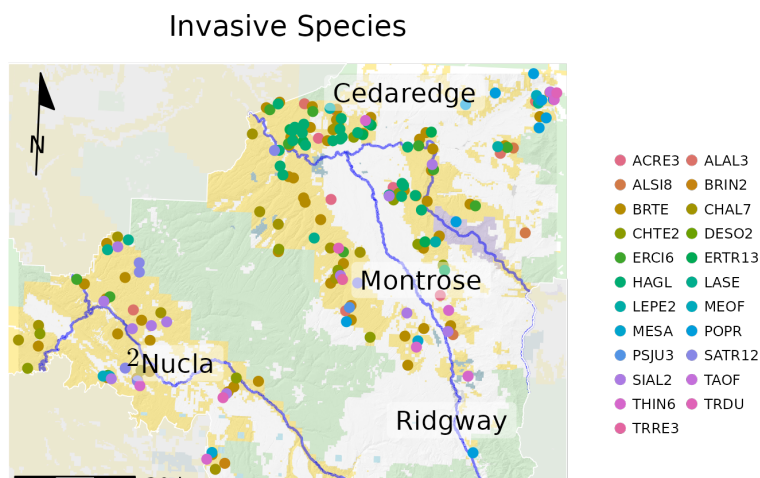 Invasive Species
Cedaredge
N
ACRE3 ALAL3
ALSI8 BRIN2
BRTE CHAL7
CHTE2 DESO2
ERCI6 ERTR13
HAGL LASE
LEPE2 MEOF
MESA POPR
PSJU3 SATR12
SIAL2 TAOF
THIN6 TRDU
TRRE3
Montrose
2Nucla
Ridgway